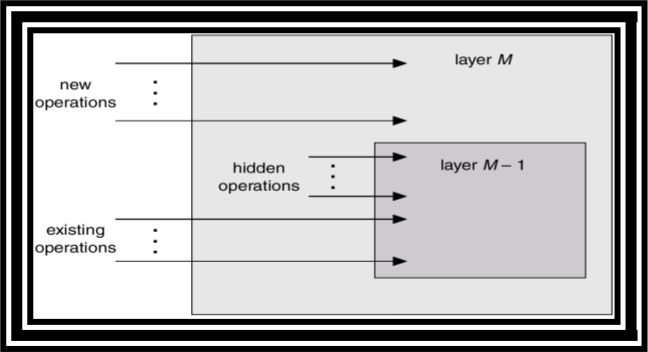 layer M
new
operations
hidden
operations
layer M – 1
existing
operations